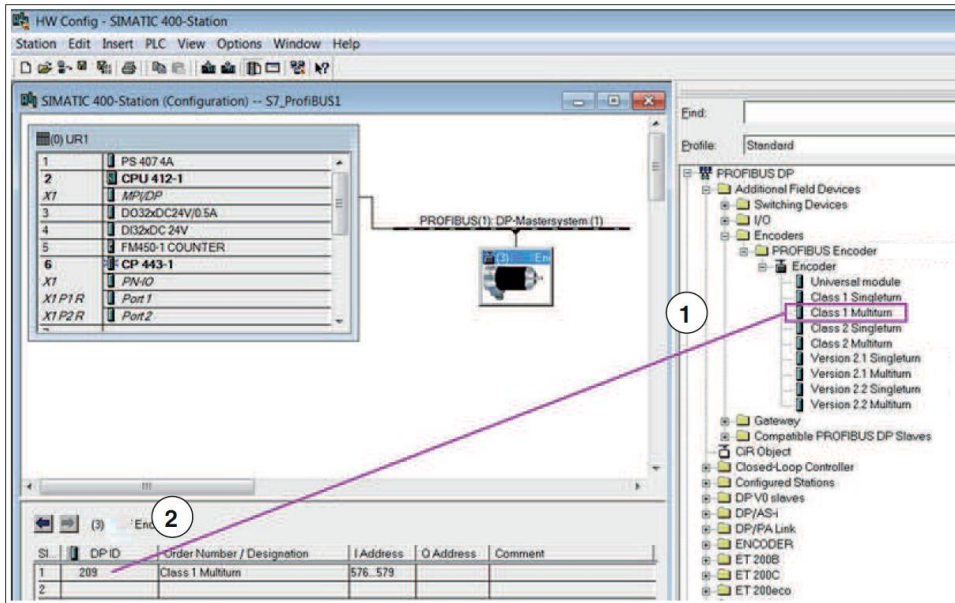 HW Config - SIMATIC 400-Station
Station Edit Insert PLC View Options Window Help
SIMATIC 400-Station (Configuration) -- S7_ProfiBUS1
(0) UR1
1 PS 407 4A
2 CPU 412-1
X1 MPI/DP
3 DO32xDC24V/0.5A
4 DI32xDC 24V
5 FM450-1 COUNTER
6 CP 443-1
X1 PN-IO
X1 P1 R Port 1
X1 P2 R Port 2
PROFIBUS(1): DP-Mastersystem (1)
(3) En
1
2
(3) Enc
Sl. DP ID Order Number / Designation I Address Q Address Comment
1 209 Class 1 Multiturn 576...579
2
Find:
Profile: Standard
PROFIBUS DP
Additional Field Devices
Switching Devices
I/O
Encoders
PROFIBUS Encoder
Encoder
Universal module
Class 1 Singleturn
Class 1 Multiturn
Class 2 Singleturn
Class 2 Multiturn
Version 2.1 Singleturn
Version 2.1 Multiturn
Version 2.2 Singleturn
Version 2.2 Multiturn
Gateway
Compatible PROFIBUS DP Slaves
CiR Object
Closed-Loop Controller
Configured Stations
DP V0 slaves
DP/AS-i
DP/PA Link
ENCODER
ET 200B
ET 200C
ET 200eco